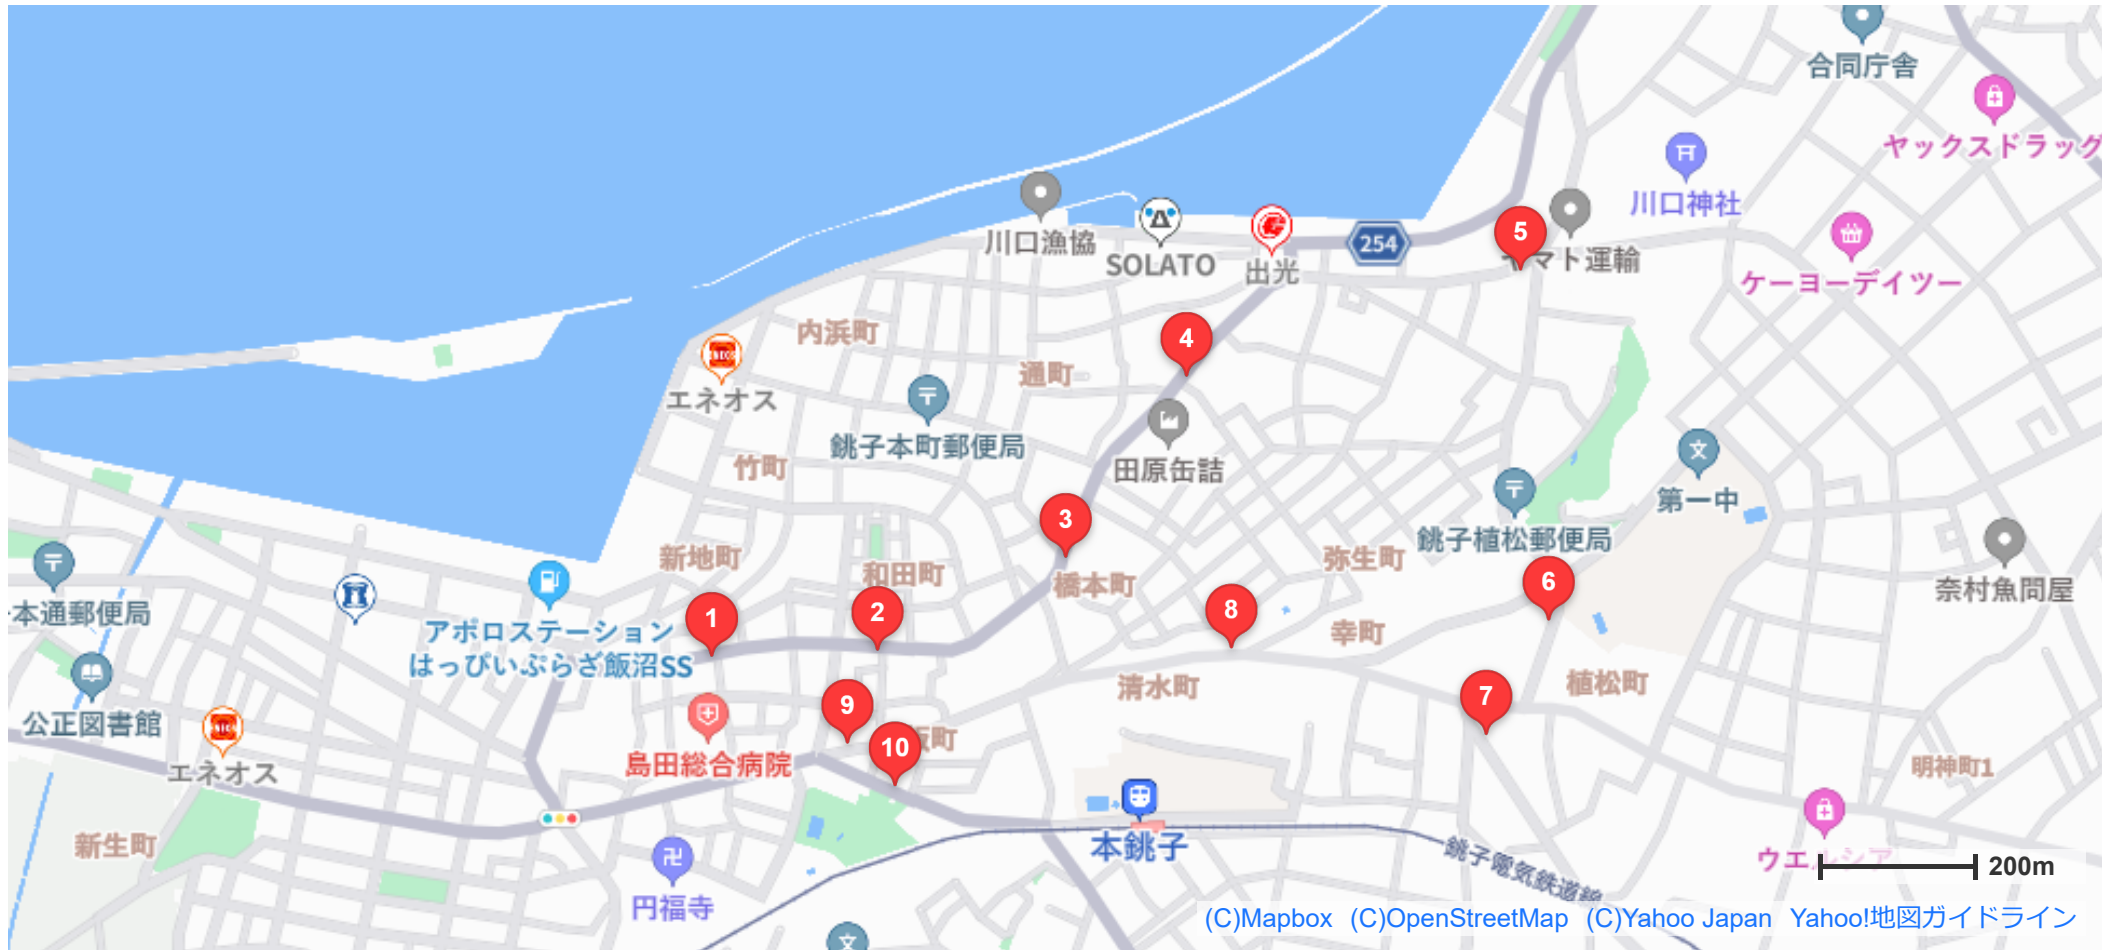 合同庁舎
ヤックスドラッグ
川口神社
川口漁協
SOLATO
出光
254
5
ヤマト運輸
ケーヨーデイツー
内浜町
4
エネオス
通町
銚子本町郵便局
竹町
田原缶詰
第一中
3
銚子植松郵便局
新地町
和田町
橋本町
弥生町
6
奈村魚問屋
本通郵便局
アポロステーション
はっぴいぷらざ飯沼SS
1
2
8
幸町
清水町
7
植松町
公正図書館
エネオス
島田総合病院
9
10
町
明神町1
新生町
本銚子
銚子電気鉄道線
ウエルシア
200m
円福寺
(C)Mapbox (C)OpenStreetMap (C)Yahoo Japan Yahoo!地図ガイドライン